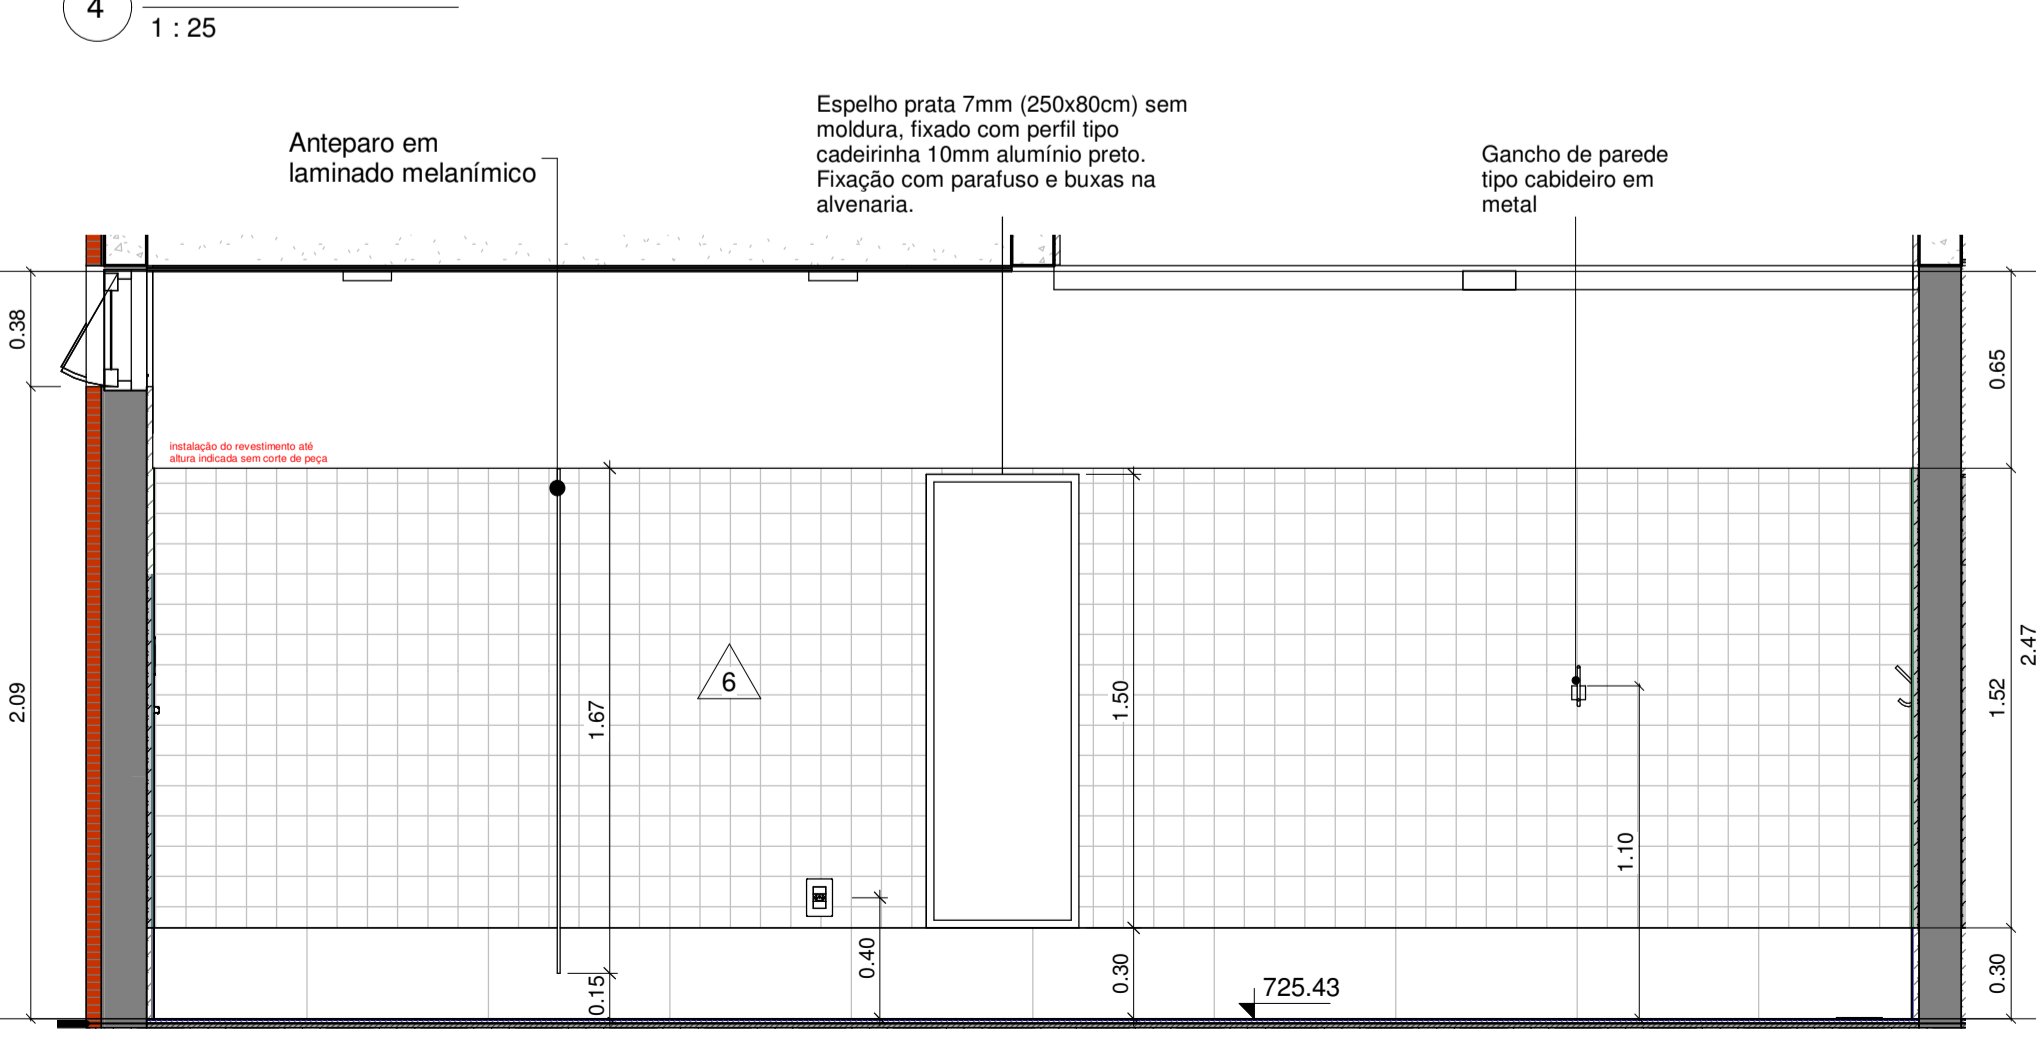 4
1 : 25
Espelho prata 7mm (250x80cm) sem
moldura, fixado com perfil tipo
cadeirinha 10mm alumínio preto.
Fixação com parafuso e buxas na
alvenaria.
Anteparo em
laminado melanímico
Gancho de parede
tipo cabideiro em
metal
0.38
0.65
instalação do revestimento até
altura indicada sem corte de peça
2.47
6
2.09
1.67
1.50
1.52
1.10
0.40
0.15
0.30
725.43
0.30